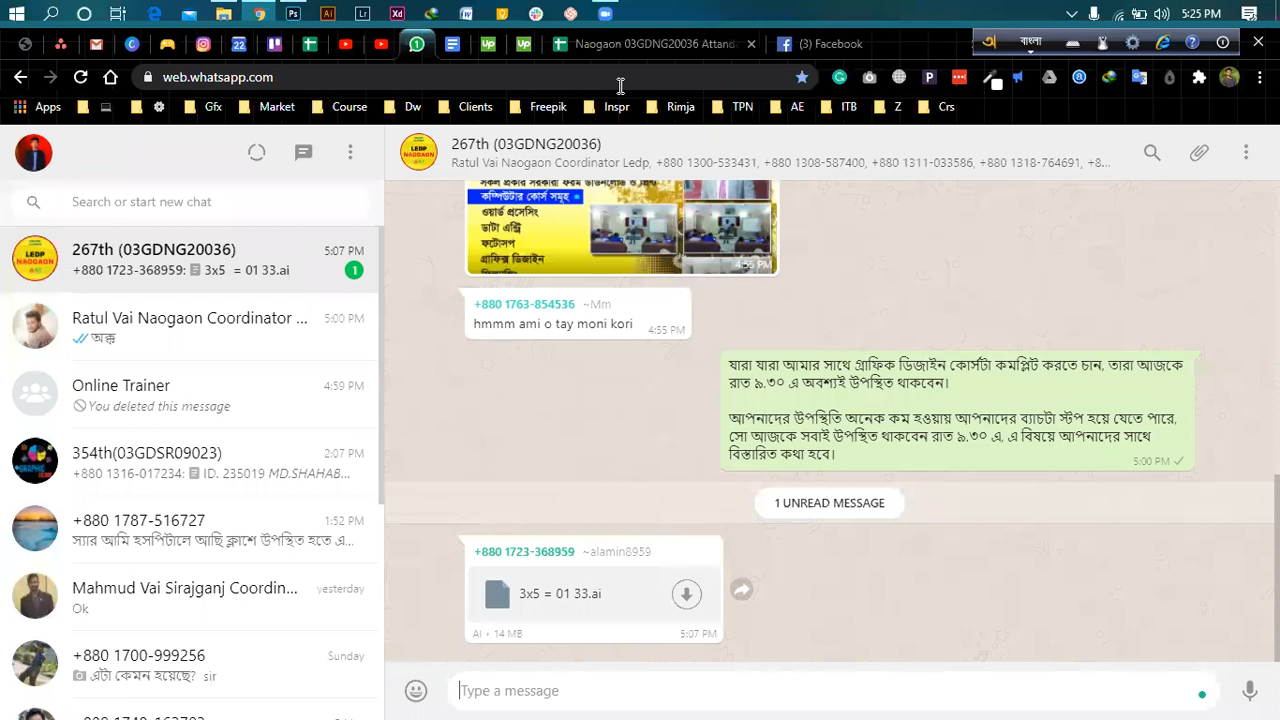 5:25 PM
Naogaon 03GDNG20036 Attand
(3) Facebook
বাংলা
web.whatsapp.com
Apps
Gfx
Market
Course
Dw
Clients
Freepik
Inspr
Rimja
TPN
AE
ITB
Z
Crs
267th (03GDNG20036)
Ratul Vai Naogaon Coordinator Ledp, +880 1300-533431, +880 1308-587400, +880 1311-033586, +880 1318-764691, +8...
Search or start new chat
267th (03GDNG20036)
5:07 PM
+880 1723-368959: 3x5 = 01 33.ai
1
Ratul Vai Naogaon Coordinator ...
5:00 PM
অক্ক
Online Trainer
4:59 PM
You deleted this message
354th(03GDSR09023)
2:07 PM
+880 1316-017234: ID. 235019 MD.SHAHAB...
+880 1787-516727
1:52 PM
স্যার আমি হসপিটালে আছি ক্লাশে উপস্থিত হতে এ...
Mahmud Vai Sirajganj Coordin...
yesterday
Ok
+880 1700-999256
Sunday
এটা কেমন হয়েছে? sir
সকল প্রকার সরকারী ফরম ডাউনলোড ও প্রিন্ট
কম্পিউটার কোর্স সমূহ
ওয়ার্ড প্রসেসিং
ডাটা এন্ট্রি
ফটোসপ
গ্রাফিক্স ডিজাইন
4:55 PM
+880 1763-854536 ~Mm
hmmm ami o tay moni kori
4:55 PM
যারা যারা আমার সাথে গ্রাফিক ডিজাইন কোর্সটা কমপ্লিট করতে চান, তারা আজকে
রাত ৯.৩০ এ অবশ্যই উপস্থিত থাকবেন।
আপনাদের উপস্থিতি অনেক কম হওয়ায় আপনাদের ব্যাচটা স্টপ হয়ে যেতে পারে,
সো আজকে সবাই উপস্থিত থাকবেন রাত ৯.৩০ এ, এ বিষয়ে আপনাদের সাথে
বিস্তারিত কথা হবে।
5:00 PM
1 UNREAD MESSAGE
+880 1723-368959 ~alamin8959
3x5 = 01 33.ai
AI • 14 MB
5:07 PM
Type a message